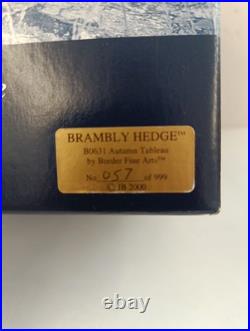 BRAMBLY HEDGE™
B0631 Autumn Tableau
by Border Fine Arts™
No. 057 of 999
© JB 2000